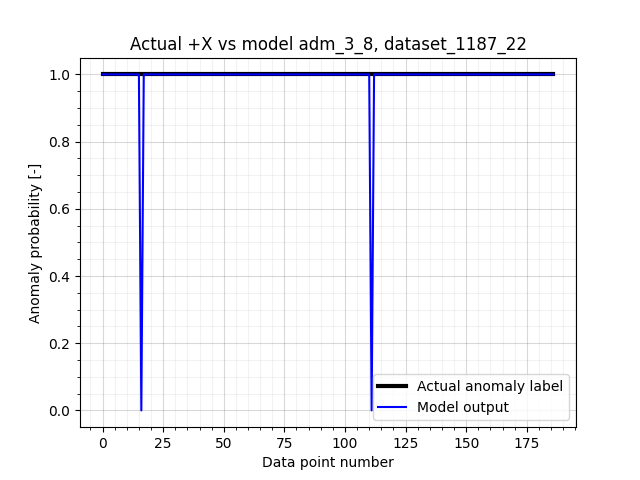 Actual +X vs model adm_3_8, dataset_1187_22
1.0
0.8
0.6
0.4
0.2
0.0
Anomaly probability [-]
Actual anomaly label
Model output
0 25 50 75 100 125 150 175
Data point number